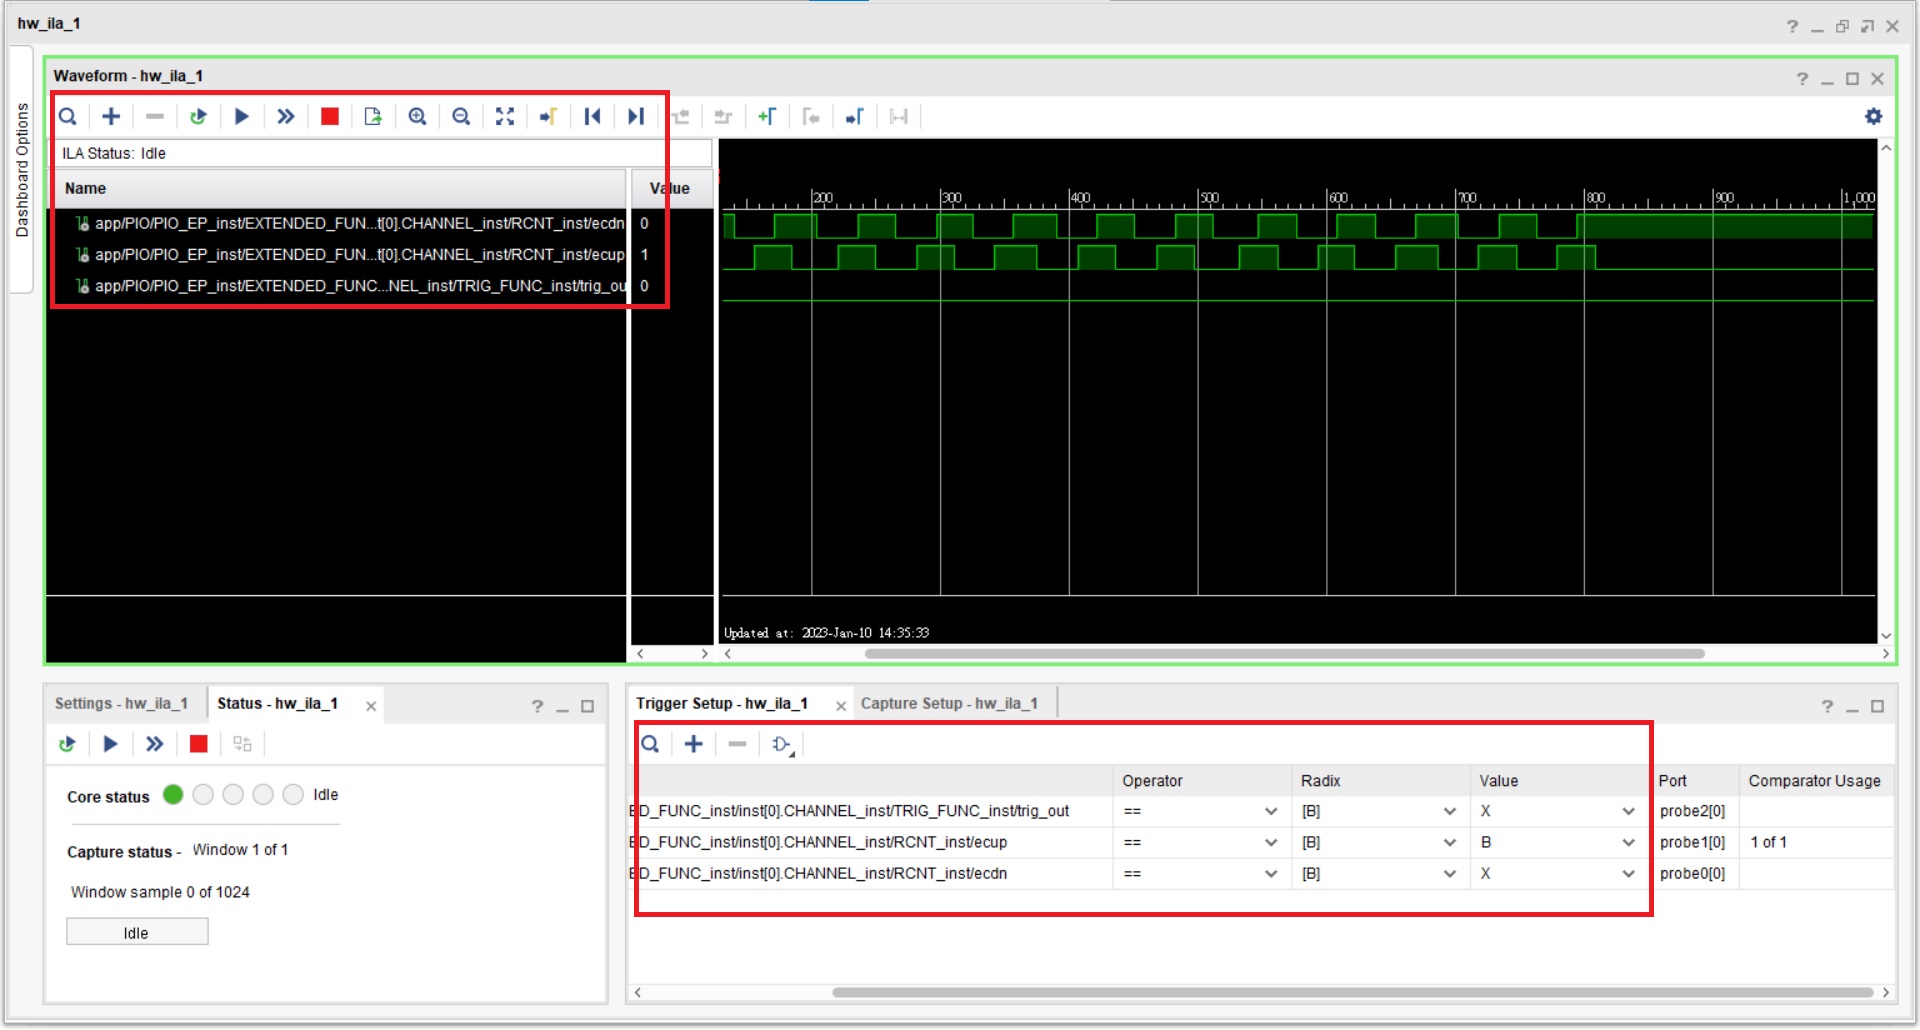 hw_ila_1
Dashboard Options
Waveform - hw_ila_1
ILA Status: Idle
Name Value
app/PIO/PIO_EP_inst/EXTENDED_FUN...t[0].CHANNEL_inst/RCNT_inst/ecdn 0
app/PIO/PIO_EP_inst/EXTENDED_FUN...t[0].CHANNEL_inst/RCNT_inst/ecup 1
app/PIO/PIO_EP_inst/EXTENDED_FUNC...NEL_inst/TRIG_FUNC_inst/trig_ou 0
200 300 400 500 600 700 800 900 1,000
Updated at: 2023-Jan-10 14:35:33
Settings - hw_ila_1 Status - hw_ila_1
Core status Idle
Capture status - Window 1 of 1
Window sample 0 of 1024
Idle
Trigger Setup - hw_ila_1 Capture Setup - hw_ila_1
Operator Radix Value Port Comparator Usage
ED_FUNC_inst/inst[0].CHANNEL_inst/TRIG_FUNC_inst/trig_out == [B] X probe2[0]
ED_FUNC_inst/inst[0].CHANNEL_inst/RCNT_inst/ecup == [B] B probe1[0] 1 of 1
ED_FUNC_inst/inst[0].CHANNEL_inst/RCNT_inst/ecdn == [B] X probe0[0]